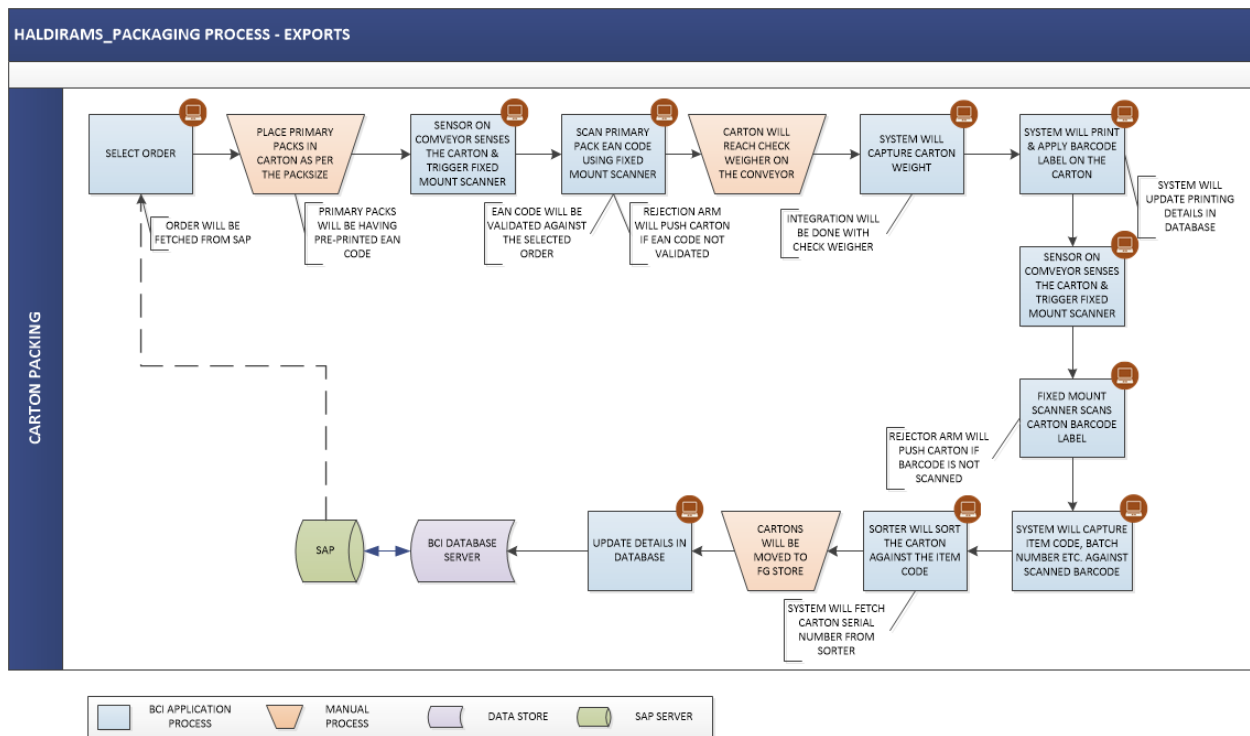 HALDIRAMS_PACKAGING PROCESS - EXPORTS
CARTON PACKING
SELECT ORDER
ORDER WILL BE
FETCHED FROM SAP
PLACE PRIMARY
PACKS IN
CARTON AS PER
THE PACKSIZE
PRIMARY PACKS
WILL BE HAVING
PRE-PRINTED EAN
CODE
SENSOR ON
COMVEYOR SENSES
THE CARTON &
TRIGGER FIXED
MOUNT SCANNER
SCAN PRIMARY
PACK EAN CODE
USING FIXED
MOUNT SCANNER
EAN CODE WILL BE
VALIDATED AGAINST
THE SELECTED
ORDER
REJECTION ARM
WILL PUSH CARTON
IF EAN CODE NOT
VALIDATED
CARTON WILL
REACH CHECK
WEIGHER ON
THE CONVEYOR
SYSTEM WILL
CAPTURE CARTON
WEIGHT
INTEGRATION WILL
BE DONE WITH
CHECK WEIGHER
SYSTEM WILL PRINT
& APPLY BARCODE
LABEL ON THE
CARTON
SYSTEM WILL
UPDATE PRINTING
DETAILS IN
DATABASE
SENSOR ON
COMVEYOR SENSES
THE CARTON &
TRIGGER FIXED
MOUNT SCANNER
FIXED MOUNT
SCANNER SCANS
CARTON BARCODE
LABEL
REJECTOR ARM WILL
PUSH CARTON IF
BARCODE IS NOT
SCANNED
SYSTEM WILL CAPTURE
ITEM CODE, BATCH
NUMBER ETC. AGAINST
SCANNED BARCODE
SORTER WILL SORT
THE CARTON
AGAINST THE ITEM
CODE
SYSTEM WILL FETCH
CARTON SERIAL
NUMBER FROM
SORTER
CARTONS
WILL BE
MOVED TO
FG STORE
UPDATE DETAILS IN
DATABASE
BCI DATABASE
SERVER
SAP
BCI APPLICATION
PROCESS
MANUAL
PROCESS
DATA STORE
SAP SERVER